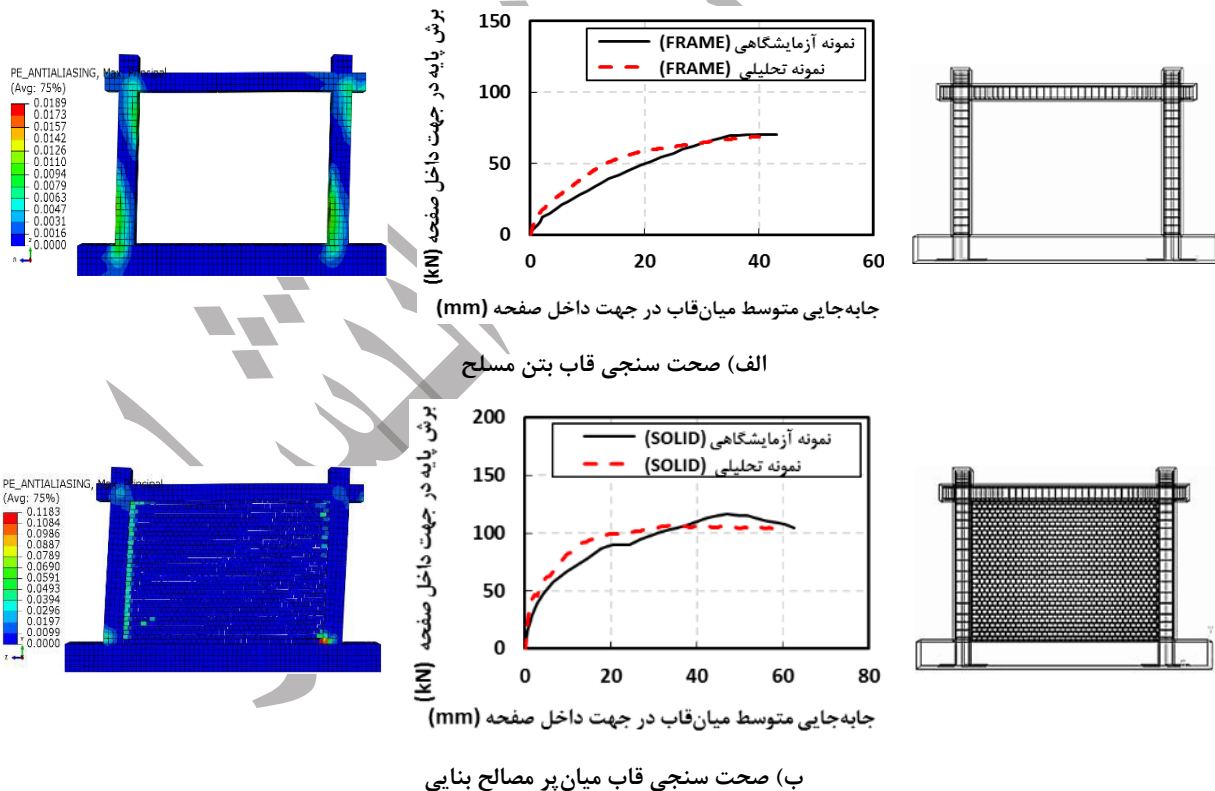 PE_ANTIALIASING, Max. Principal
(Avg: 75%)
0.0189
0.0173
0.0157
0.0142
0.0126
0.0110
0.0094
0.0079
0.0063
0.0047
0.0031
0.0016
0.0000
برش پایه در جهت داخل صفحه (kN)
150
100
50
0
نمونه آزمایشگاهی (FRAME)
نمونه تحلیلی (FRAME)
0 20 40 60
جابه‌جایی متوسط میان‌قاب در جهت داخل صفحه (mm)
الف) صحت سنجی قاب بتن مسلح
PE_ANTIALIASING, Max. Principal
(Avg: 75%)
0.1183
0.1084
0.0986
0.0887
0.0789
0.0690
0.0591
0.0493
0.0394
0.0296
0.0197
0.0099
0.0000
برش پایه در جهت داخل صفحه (kN)
200
150
100
50
0
نمونه آزمایشگاهی (SOLID)
نمونه تحلیلی (SOLID)
0 20 40 60 80
جابه‌جایی متوسط میان‌قاب در جهت داخل صفحه (mm)
ب) صحت سنجی قاب میان‌پر مصالح بنایی